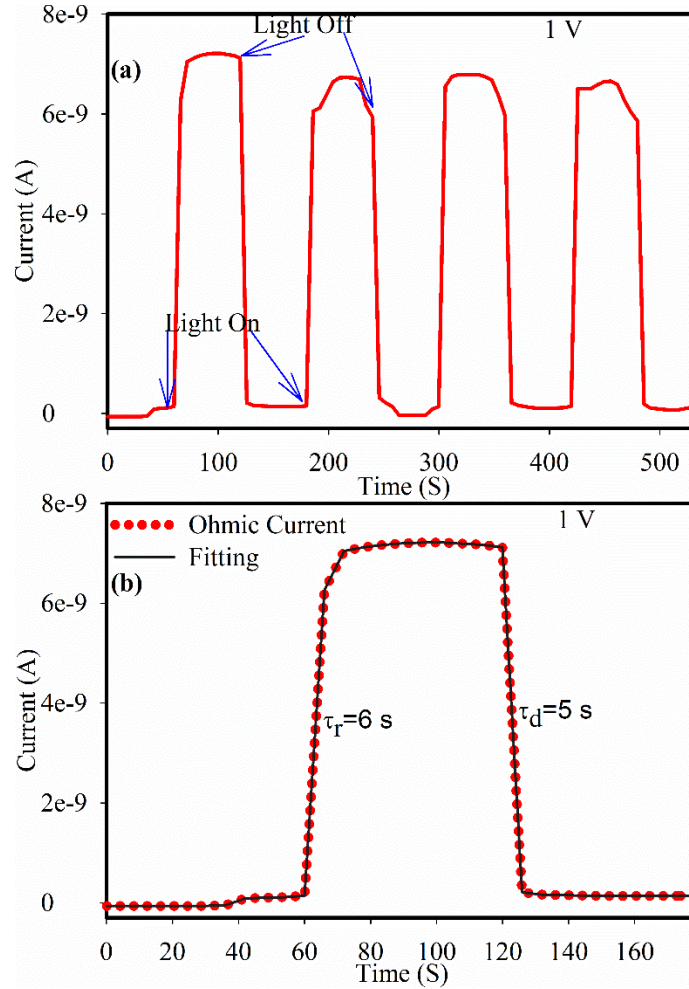 8e-9
Light Off
1 V
(a)
6e-9
Current (A)
4e-9
2e-9
Light On
0
0 100 200 300 400 500
Time (S)
8e-9
Ohmic Current
1 V
Fitting
(b)
6e-9
Current (A)
4e-9
τr=6 s
τd=5 s
2e-9
0
0 20 40 60 80 100 120 140 160
Time (S)